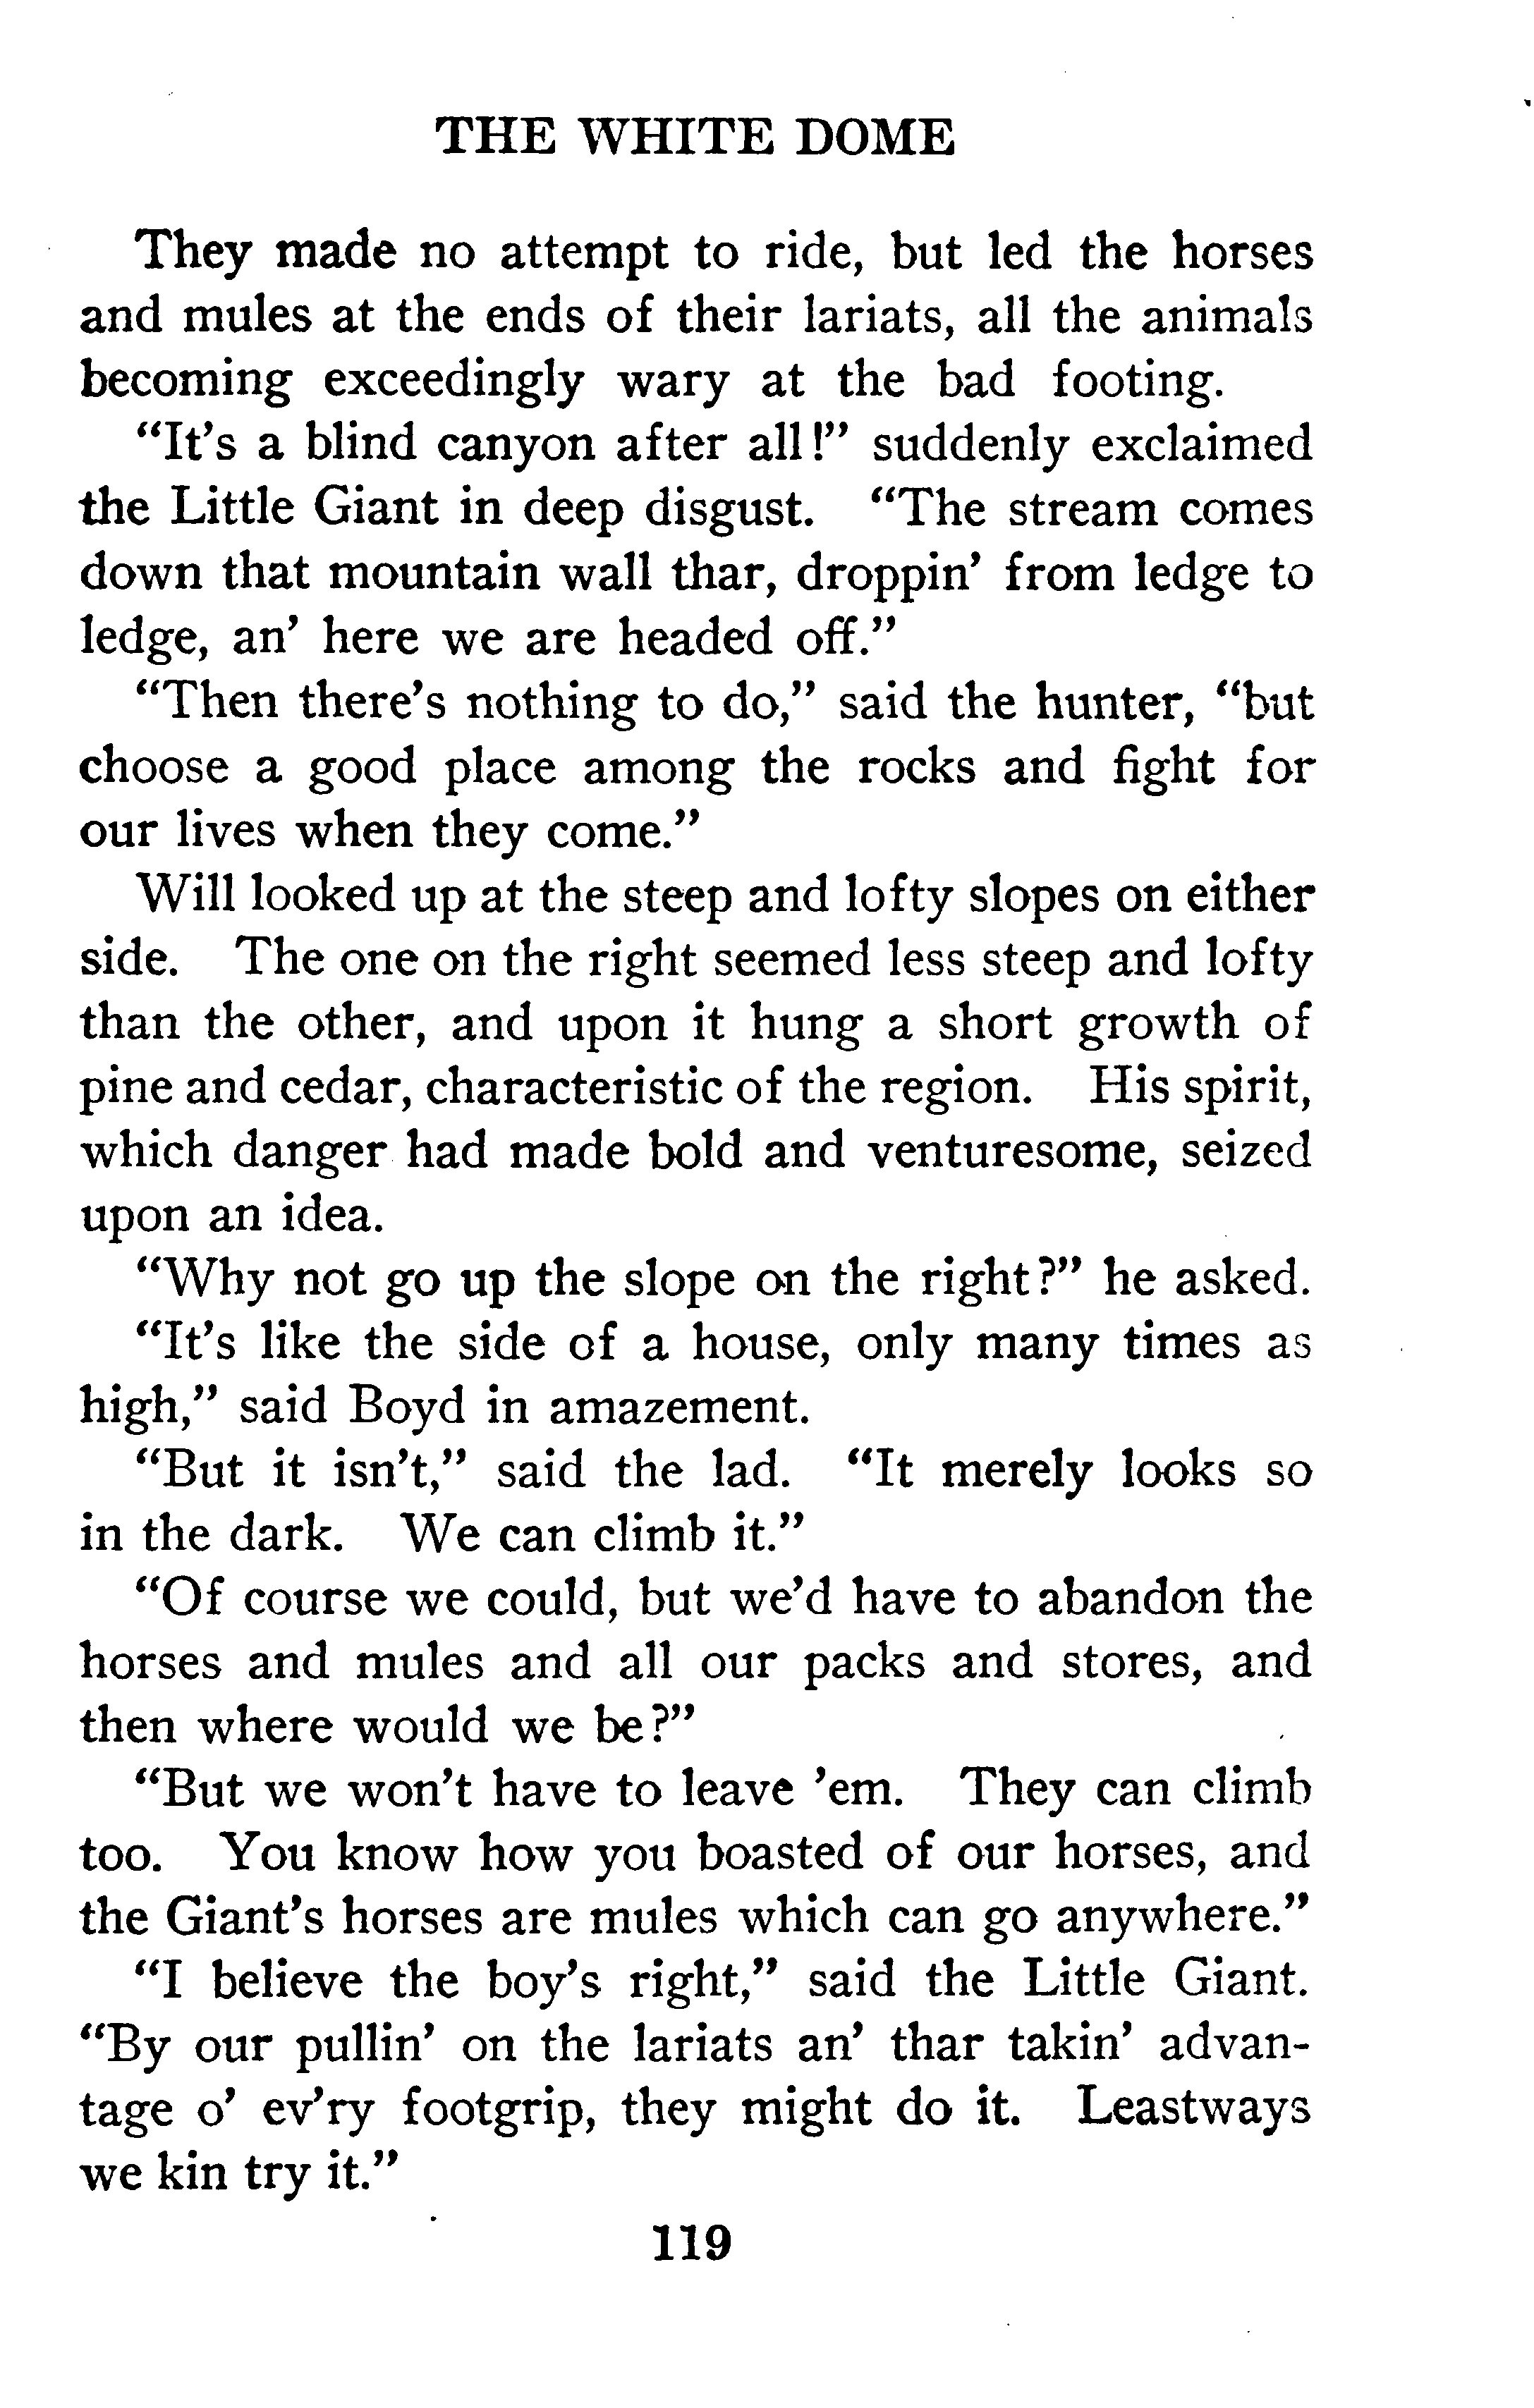 THE WHITE DOME
They made no attempt to ride, but led the horses
and mules at the ends of their lariats, all the animals
becoming exceedingly wary at the bad footing.
“It’s a blind canyon after all!” suddenly exclaimed
the Little Giant in deep disgust. “The stream comes
down that mountain wall thar, droppin’ from ledge to
ledge, an’ here we are headed off.”
“Then there’s nothing to do,” said the hunter, “but
choose a good place among the rocks and fight for
our lives when they come.”
Will looked up at the steep and lofty slopes on either
side. The one on the right seemed less steep and lofty
than the other, and upon it hung a short growth of
pine and cedar, characteristic of the region. His spirit,
which danger had made bold and venturesome, seized
upon an idea.
“Why not go up the slope on the right?” he asked.
“It’s like the side of a house, only many times as
high,” said Boyd in amazement.
“But it isn’t,” said the lad. “It merely looks so
in the dark. We can climb it.”
“Of course we could, but we’d have to abandon the
horses and mules and all our packs and stores, and
then where would we be?”
“But we won’t have to leave ’em. They can climb
too. You know how you boasted of our horses, and
the Giant’s horses are mules which can go anywhere.”
“I believe the boy’s right,” said the Little Giant.
“By our pullin’ on the lariats an’ thar takin’ advan-
tage o’ ev’ry footgrip, they might do it. Leastways
we kin try it.”
119